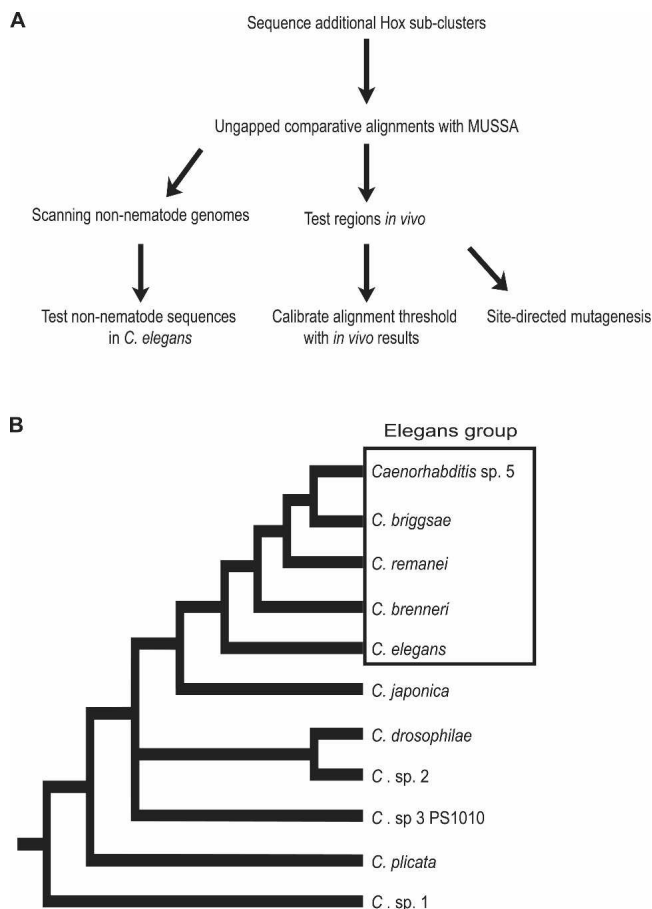 A
Sequence additional Hox sub-clusters
Ungapped comparative alignments with MUSSA
Scanning non-nematode genomes
Test regions in vivo
Test non-nematode sequences
in C. elegans
Calibrate alignment threshold
with in vivo results
Site-directed mutagenesis
B
Elegans group
Caenorhabditis sp. 5
C. briggsae
C. remanei
C. brenneri
C. elegans
C. japonica
C. drosophilae
C . sp. 2
C . sp 3 PS1010
C. plicata
C . sp. 1